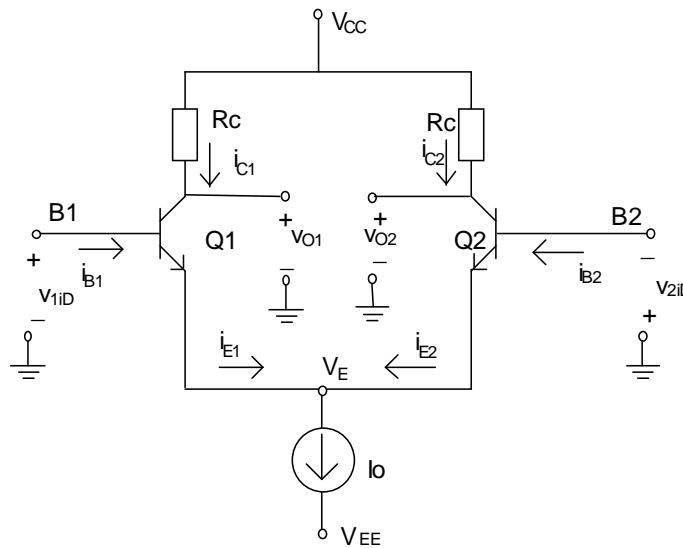 VCC
Rc
Rc
iC1
iC2
B1
B2
Q1
Q2
+
vO1
−
+
vO2
−
+
v1iD
−
iB1
iB2
−
v2iD
+
iE1
iE2
VE
Io
VEE